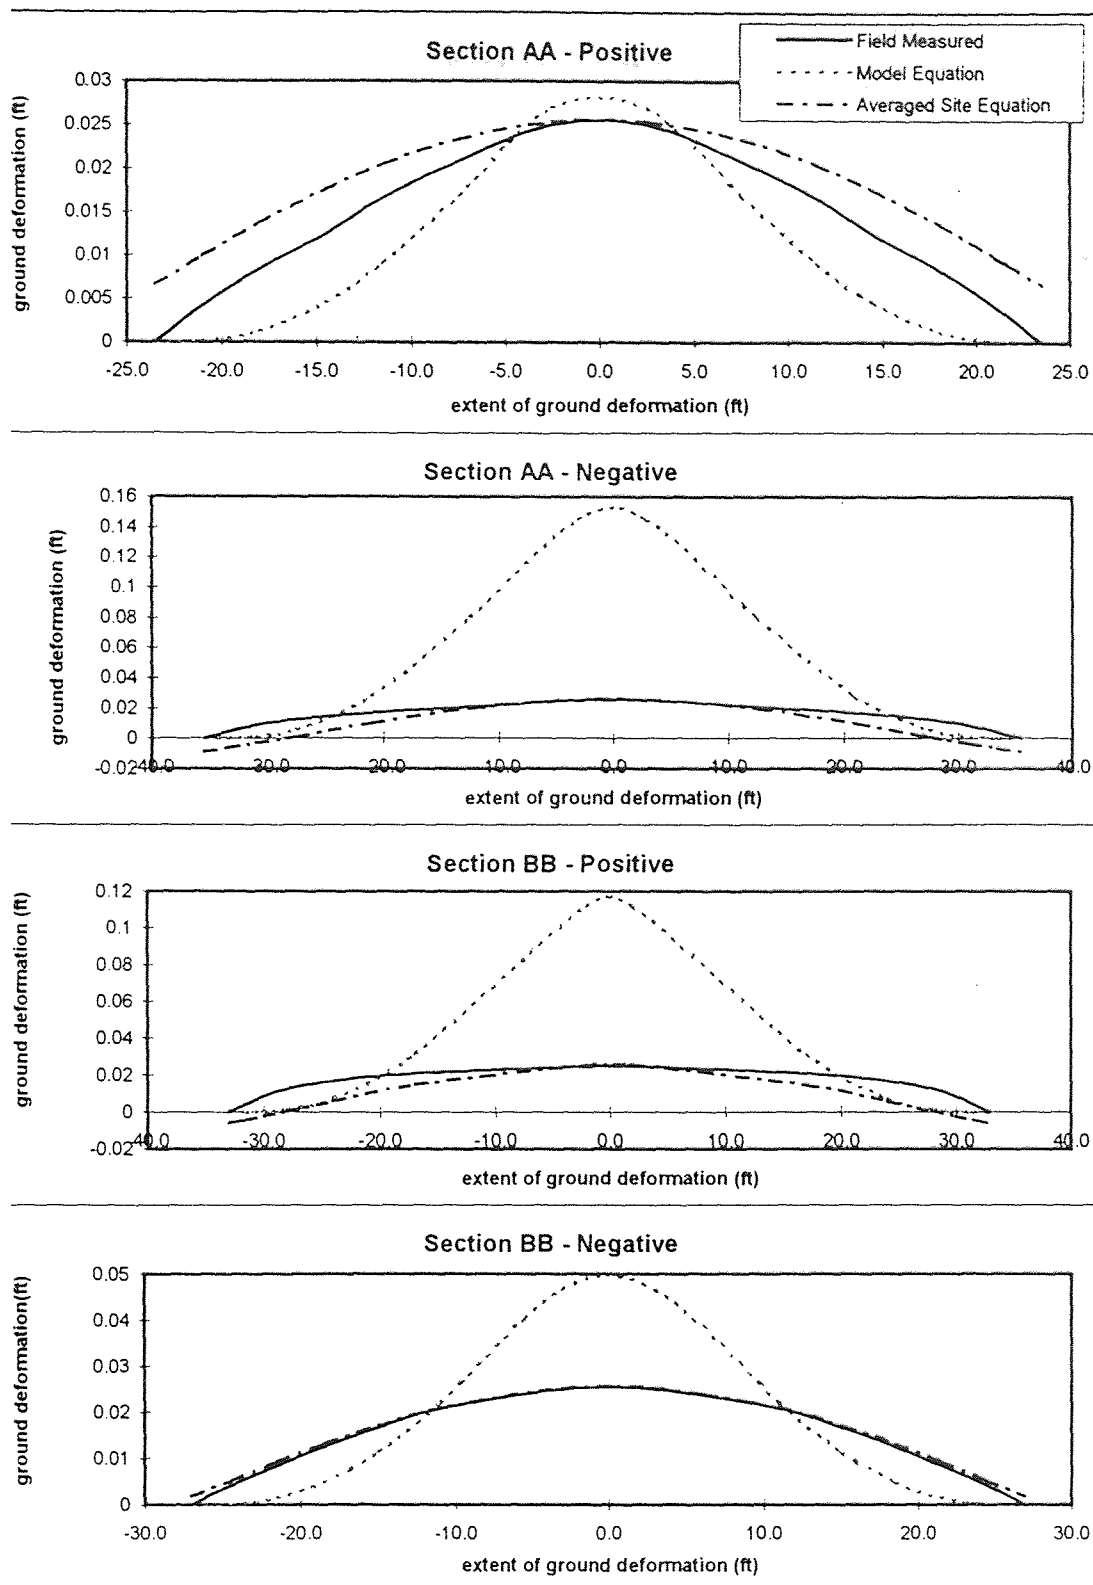 Section AA - Positive
Field Measured
Model Equation
Averaged Site Equation
ground deformation (ft)
0.03
0.025
0.02
0.015
0.01
0.005
0
-25.0 -20.0 -15.0 -10.0 -5.0 0.0 5.0 10.0 15.0 20.0 25.0
extent of ground deformation (ft)
Section AA - Negative
ground deformation (ft)
0.16
0.14
0.12
0.1
0.08
0.06
0.04
0.02
0
-0.02
-40.0 -30.0 -20.0 -10.0 0.0 10.0 20.0 30.0 40.0
extent of ground deformation (ft)
Section BB - Positive
ground deformation (ft)
0.12
0.1
0.08
0.06
0.04
0.02
0
-0.02
-40.0 -30.0 -20.0 -10.0 0.0 10.0 20.0 30.0 40.0
extent of ground deformation (ft)
Section BB - Negative
ground deformation(ft)
0.05
0.04
0.03
0.02
0.01
0
-30.0 -20.0 -10.0 0.0 10.0 20.0 30.0
extent of ground deformation (ft)